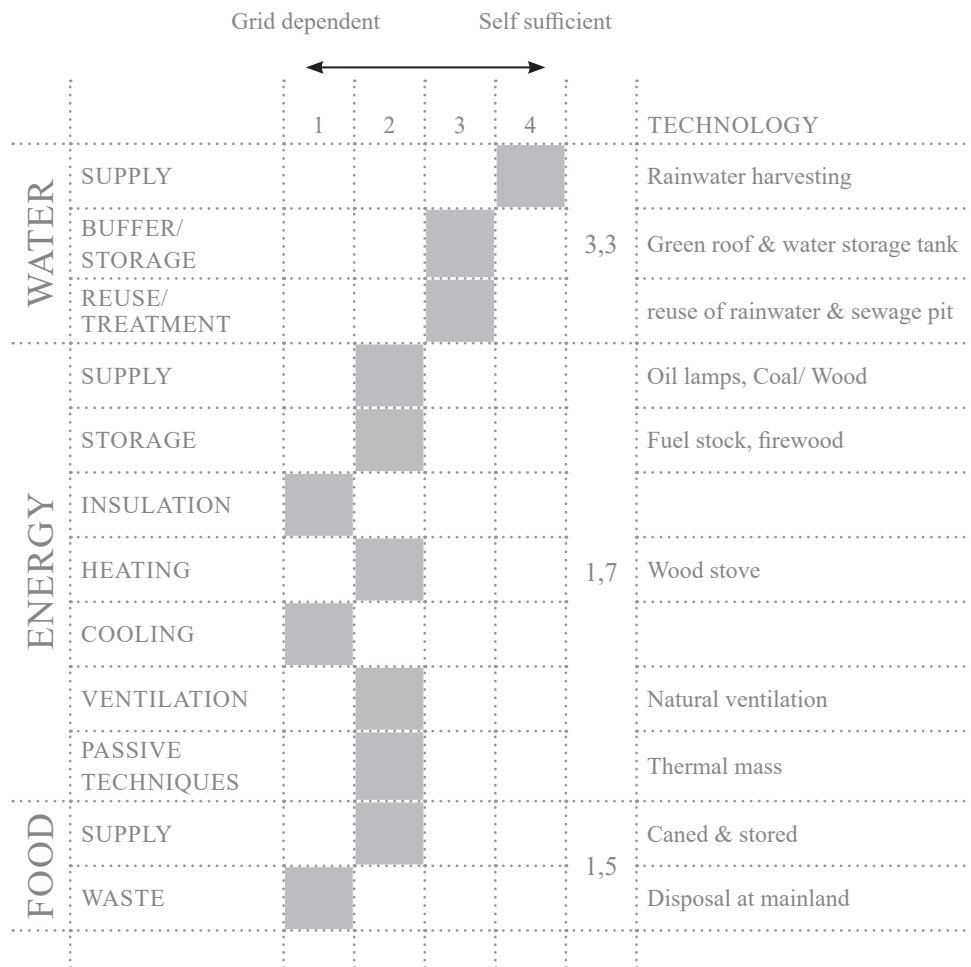 Grid dependent Self sufficient
1 2 3 4 TECHNOLOGY
WATER
SUPPLY Rainwater harvesting
BUFFER/
STORAGE 3,3 Green roof & water storage tank
REUSE/
TREATMENT reuse of rainwater & sewage pit
ENERGY
SUPPLY Oil lamps, Coal/ Wood
STORAGE Fuel stock, firewood
INSULATION
HEATING 1,7 Wood stove
COOLING
VENTILATION Natural ventilation
PASSIVE
TECHNIQUES Thermal mass
FOOD
SUPPLY Caned & stored
1,5
WASTE Disposal at mainland